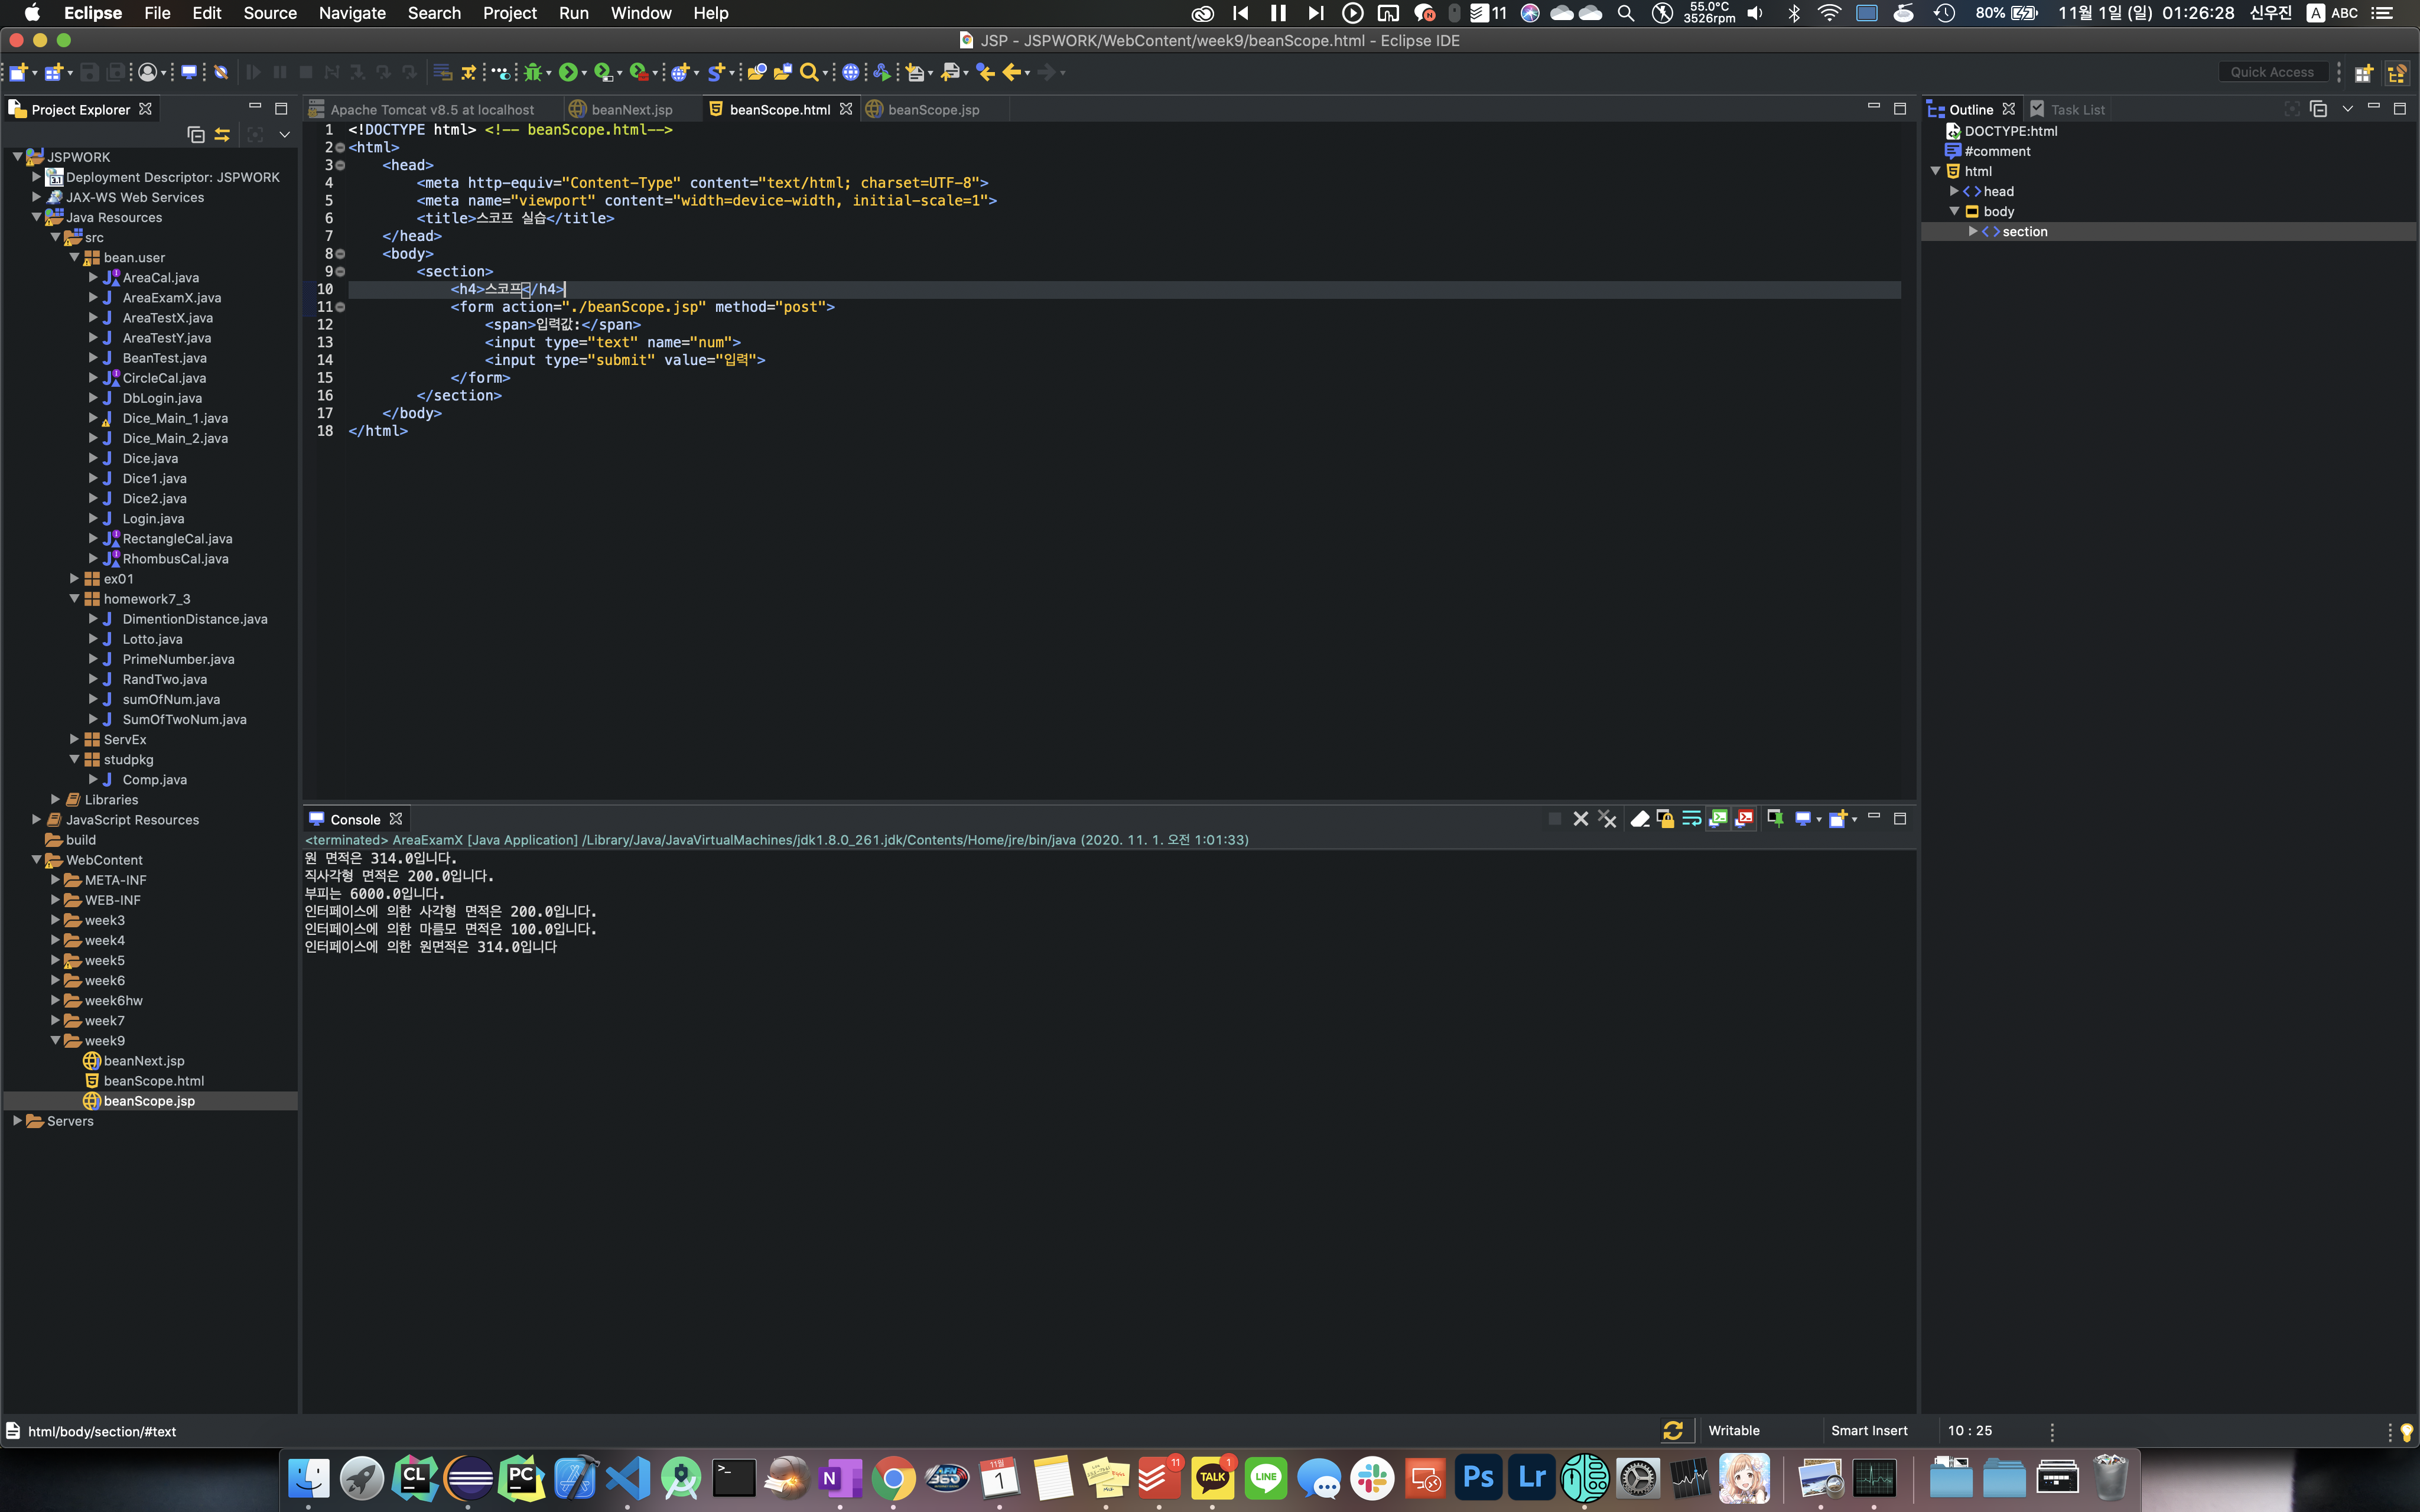 Eclipse File Edit Source Navigate Search Project Run Window Help 11 55.0°C 3526rpm 80% 11월 1일 (일) 01:26:28 신우진 A ABC
JSP - JSPWORK/WebContent/week9/beanScope.html - Eclipse IDE
Quick Access
Project Explorer
JSPWORK
Deployment Descriptor: JSPWORK
JAX-WS Web Services
Java Resources
src
bean.user
AreaCal.java
AreaExamX.java
AreaTestX.java
AreaTestY.java
BeanTest.java
CircleCal.java
DbLogin.java
Dice_Main_1.java
Dice_Main_2.java
Dice.java
Dice1.java
Dice2.java
Login.java
RectangleCal.java
RhombusCal.java
ex01
homework7_3
DimentionDistance.java
Lotto.java
PrimeNumber.java
RandTwo.java
sumOfNum.java
SumOfTwoNum.java
ServEx
studpkg
Comp.java
Libraries
JavaScript Resources
build
WebContent
META-INF
WEB-INF
week3
week4
week5
week6
week6hw
week7
week9
beanNext.jsp
beanScope.html
beanScope.jsp
Servers
Apache Tomcat v8.5 at localhost beanNext.jsp beanScope.html beanScope.jsp
1 <!DOCTYPE html> <!-- beanScope.html-->
2 <html>
3 <head>
4 <meta http-equiv="Content-Type" content="text/html; charset=UTF-8">
5 <meta name="viewport" content="width=device-width, initial-scale=1">
6 <title>스코프 실습</title>
7 </head>
8 <body>
9 <section>
10 <h4>스코프</h4>
11 <form action="./beanScope.jsp" method="post">
12 <span>입력값:</span>
13 <input type="text" name="num">
14 <input type="submit" value="입력">
15 </form>
16 </section>
17 </body>
18 </html>
Console
<terminated> AreaExamX [Java Application] /Library/Java/JavaVirtualMachines/jdk1.8.0_261.jdk/Contents/Home/jre/bin/java (2020. 11. 1. 오전 1:01:33)
원 면적은 314.0입니다.
직사각형 면적은 200.0입니다.
부피는 6000.0입니다.
인터페이스에 의한 사각형 면적은 200.0입니다.
인터페이스에 의한 마름모 면적은 100.0입니다.
인터페이스에 의한 원면적은 314.0입니다
Outline Task List
DOCTYPE:html
#comment
html
head
body
section
html/body/section/#text Writable Smart Insert 10 : 25
CL PC N 11월 1 11 TALK 1 LINE Ps Lr